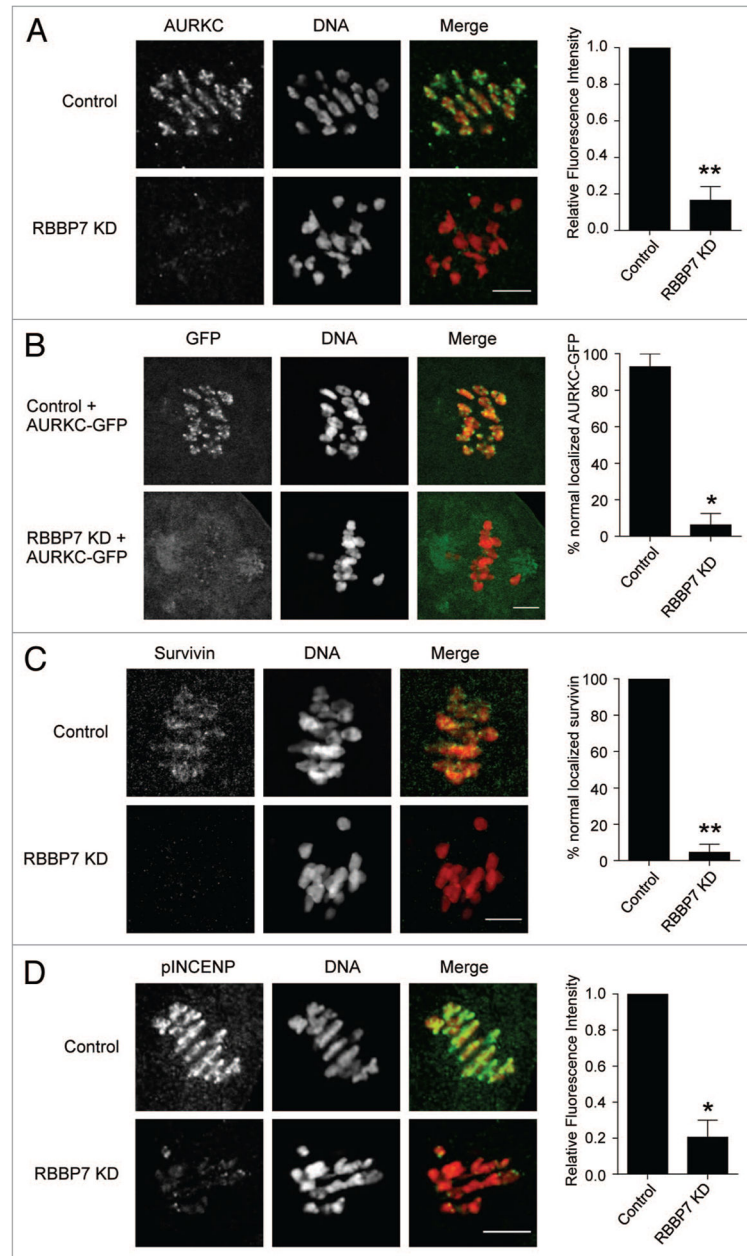 A
AURKC DNA Merge
Control
RBBP7 KD
Relative Fluorescence Intensity
1.0
0.8
0.6
0.4
0.2
0.0
**
Control
RBBP7 KD
B
GFP DNA Merge
Control +
AURKC-GFP
RBBP7 KD +
AURKC-GFP
% normal localized AURKC-GFP
100
80
60
40
20
0
*
Control
RBBP7 KD
C
Survivin DNA Merge
Control
RBBP7 KD
% normal localized survivin
100
80
60
40
20
0
**
Control
RBBP7 KD
D
pINCENP DNA Merge
Control
RBBP7 KD
Relative Fluorescence Intensity
1.0
0.8
0.6
0.4
0.2
0.0
*
Control
RBBP7 KD